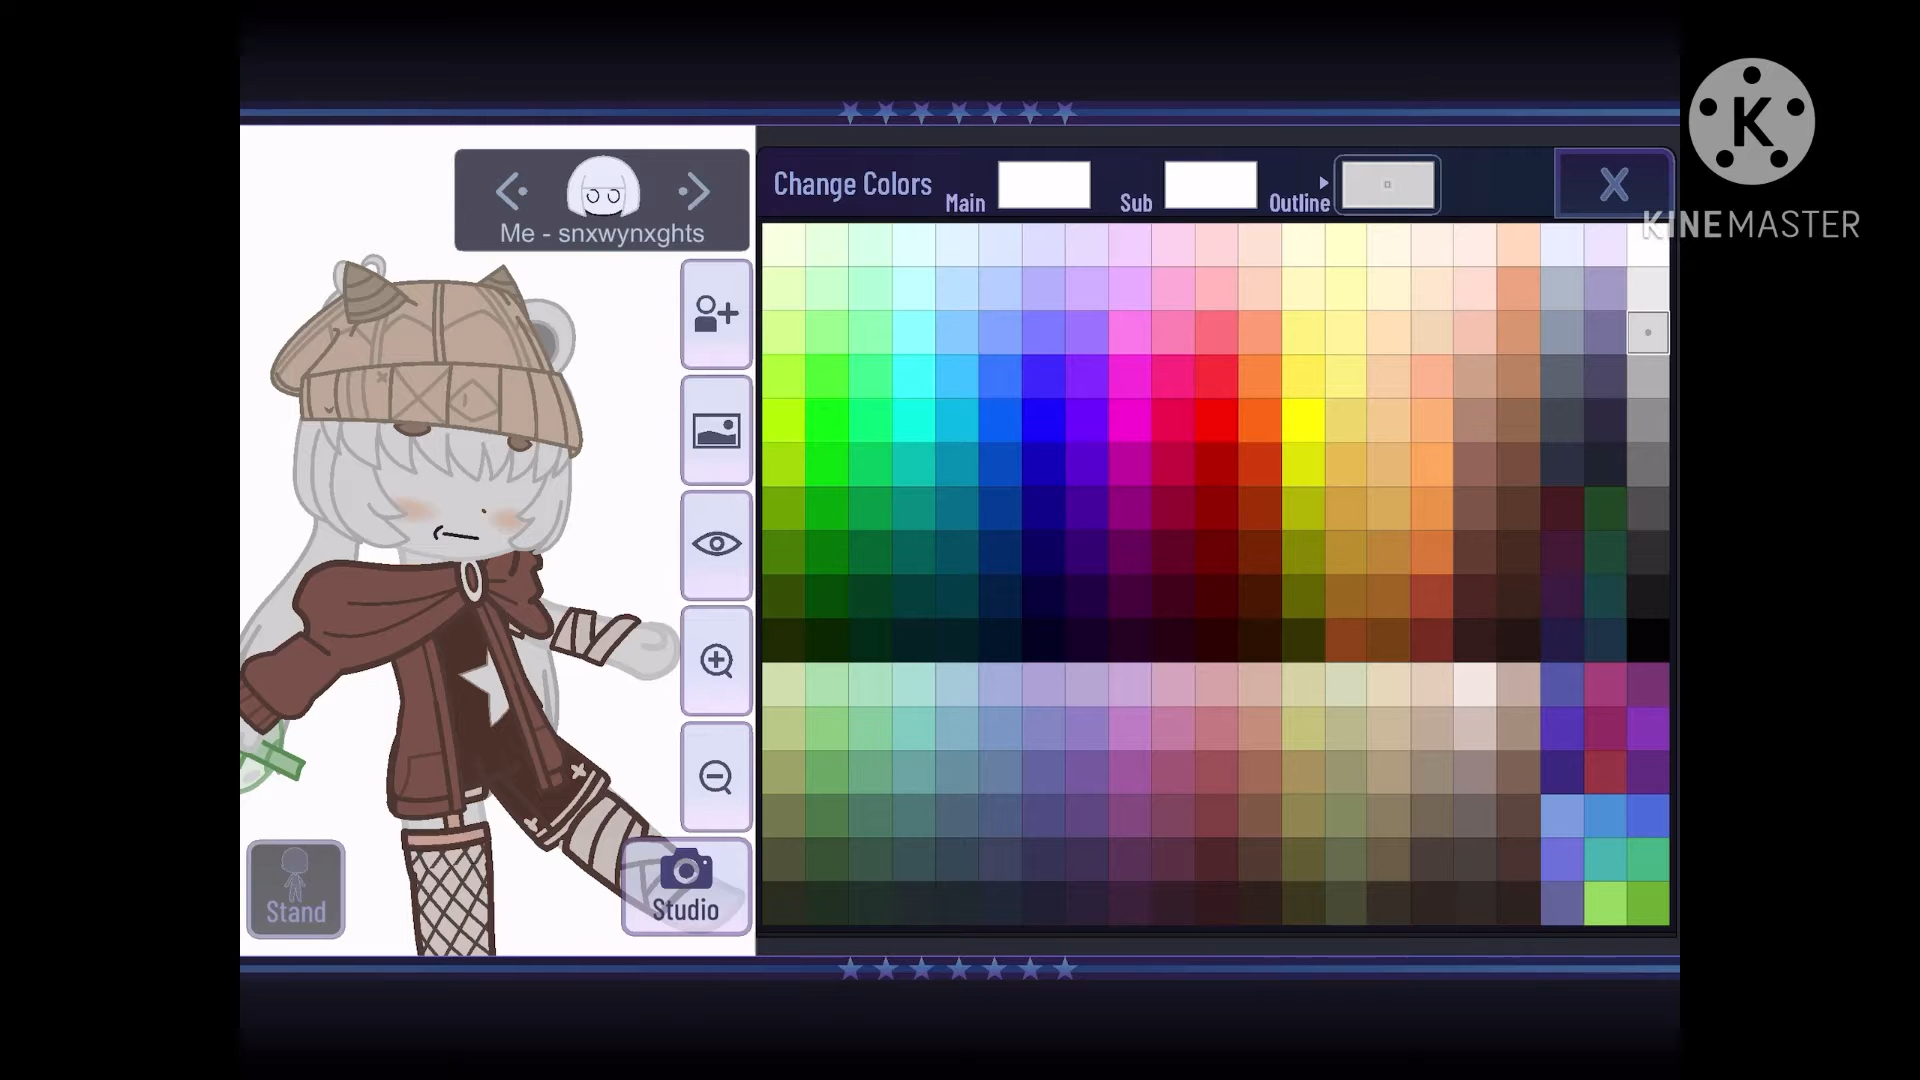 Change Colors
Main
Sub
Outline
X
K
KINEMASTER
Me - snxwynxghts
Stand
Studio